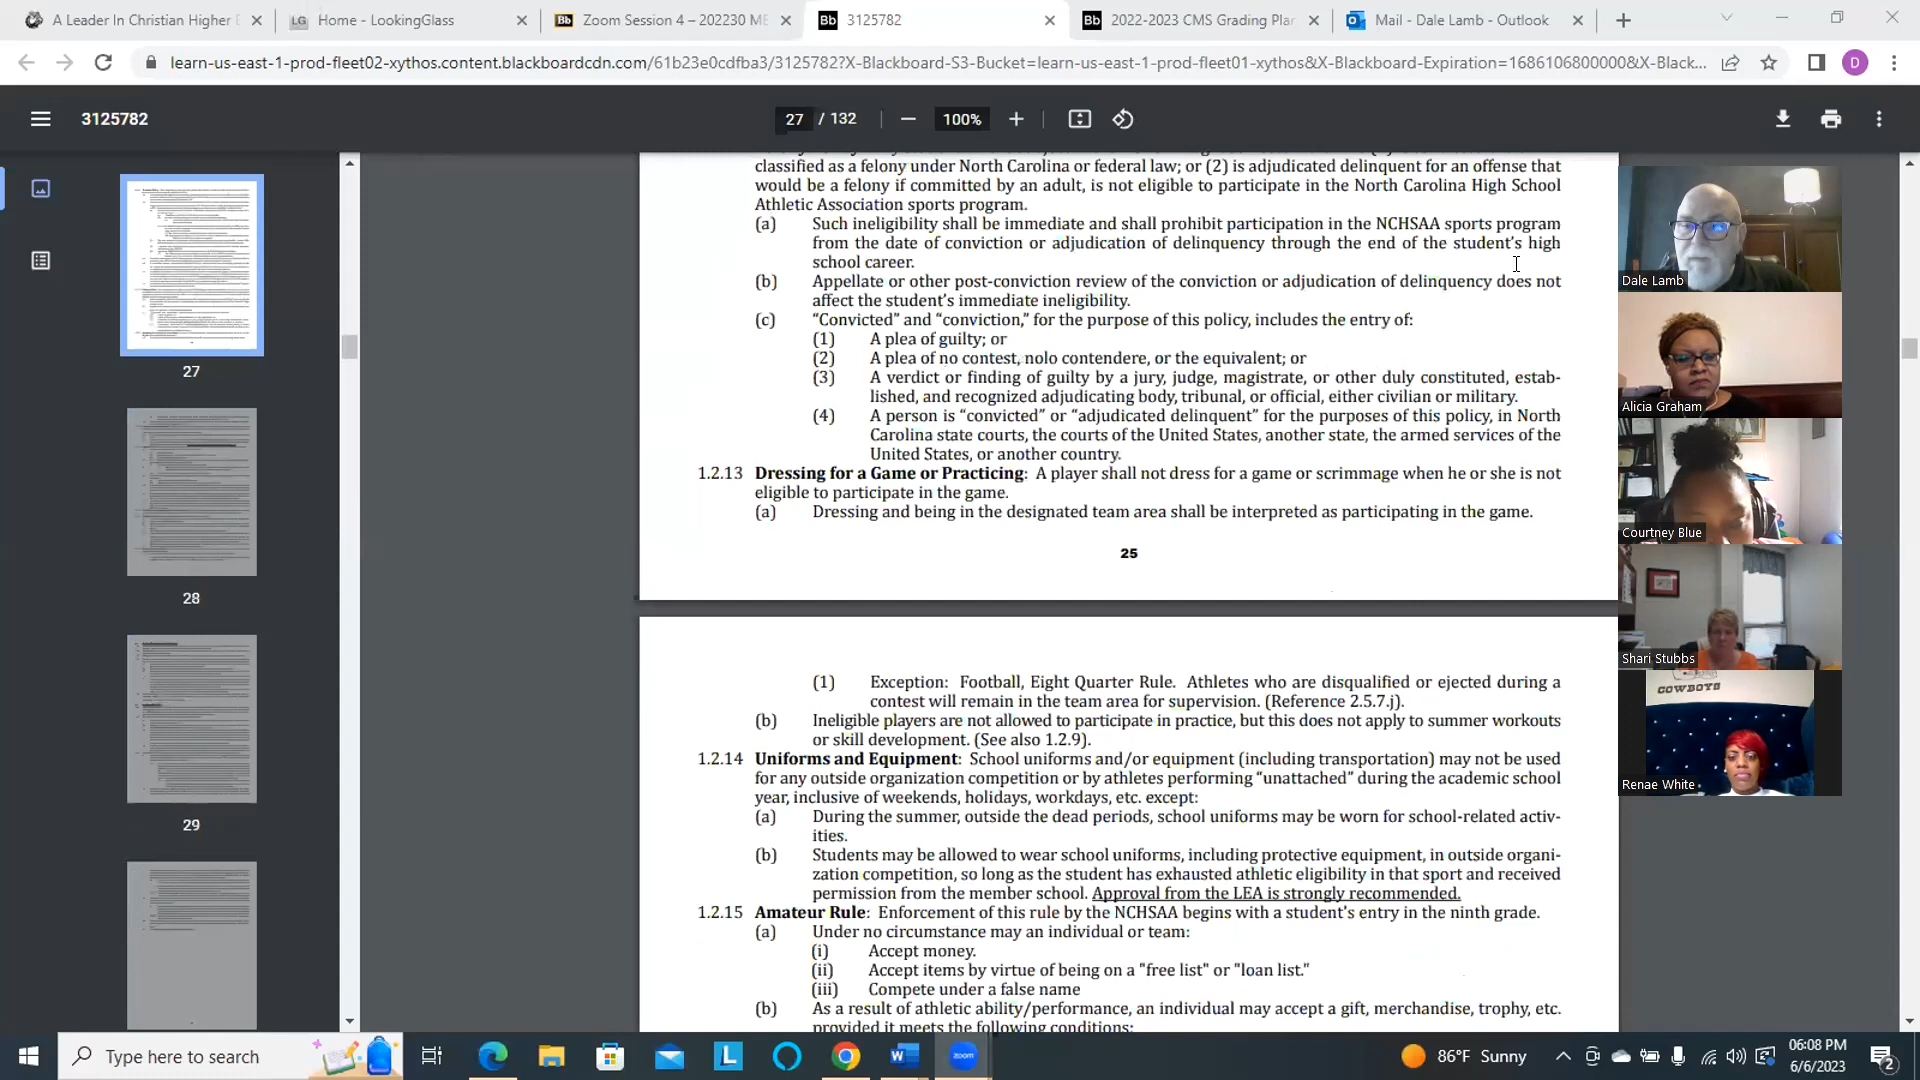 A Leader In Christian Higher E
Home - LookingGlass
Zoom Session 4 – 202230 ME
3125782
2022-2023 CMS Grading Plan
Mail - Dale Lamb - Outlook
learn-us-east-1-prod-fleet02-xythos.content.blackboardcdn.com/61b23e0cdfba3/3125782?X-Blackboard-S3-Bucket=learn-us-east-1-prod-fleet01-xythos&X-Blackboard-Expiration=1686106800000&X-Black...
3125782
27 / 132
100%
classified as a felony under North Carolina or federal law; or (2) is adjudicated delinquent for an offense that
would be a felony if committed by an adult, is not eligible to participate in the North Carolina High School
Athletic Association sports program.
(a) Such ineligibility shall be immediate and shall prohibit participation in the NCHSAA sports program
from the date of conviction or adjudication of delinquency through the end of the student’s high
school career.
(b) Appellate or other post-conviction review of the conviction or adjudication of delinquency does not
affect the student’s immediate ineligibility.
(c) “Convicted” and “conviction,” for the purpose of this policy, includes the entry of:
(1) A plea of guilty; or
(2) A plea of no contest, nolo contendere, or the equivalent; or
(3) A verdict or finding of guilty by a jury, judge, magistrate, or other duly constituted, estab-
lished, and recognized adjudicating body, tribunal, or official, either civilian or military.
(4) A person is “convicted” or “adjudicated delinquent” for the purposes of this policy, in North
Carolina state courts, the courts of the United States, another state, the armed services of the
United States, or another country.
1.2.13 Dressing for a Game or Practicing: A player shall not dress for a game or scrimmage when he or she is not
eligible to participate in the game.
(a) Dressing and being in the designated team area shall be interpreted as participating in the game.
25
(1) Exception: Football, Eight Quarter Rule. Athletes who are disqualified or ejected during a
contest will remain in the team area for supervision. (Reference 2.5.7.j).
(b) Ineligible players are not allowed to participate in practice, but this does not apply to summer workouts
or skill development. (See also 1.2.9).
1.2.14 Uniforms and Equipment: School uniforms and/or equipment (including transportation) may not be used
for any outside organization competition or by athletes performing “unattached” during the academic school
year, inclusive of weekends, holidays, workdays, etc. except:
(a) During the summer, outside the dead periods, school uniforms may be worn for school-related activ-
ities.
(b) Students may be allowed to wear school uniforms, including protective equipment, in outside organi-
zation competition, so long as the student has exhausted athletic eligibility in that sport and received
permission from the member school. Approval from the LEA is strongly recommended.
1.2.15 Amateur Rule: Enforcement of this rule by the NCHSAA begins with a student’s entry in the ninth grade.
(a) Under no circumstance may an individual or team:
(i) Accept money.
(ii) Accept items by virtue of being on a "free list" or "loan list."
(iii) Compete under a false name
(b) As a result of athletic ability/performance, an individual may accept a gift, merchandise, trophy, etc.
provided it meets the following conditions:
27
28
29
Dale Lamb
Alicia Graham
Courtney Blue
Shari Stubbs
COWBOYS
Renae White
Type here to search
zoom
86°F Sunny
06:08 PM
6/6/2023
2